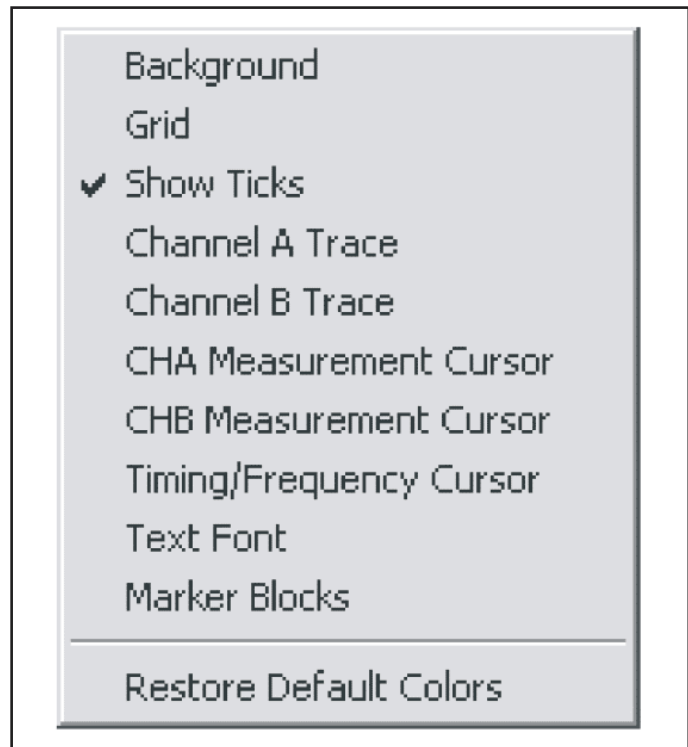 Background
Grid
Show Ticks
Channel A Trace
Channel B Trace
CHA Measurement Cursor
CHB Measurement Cursor
Timing/Frequency Cursor
Text Font
Marker Blocks
Restore Default Colors